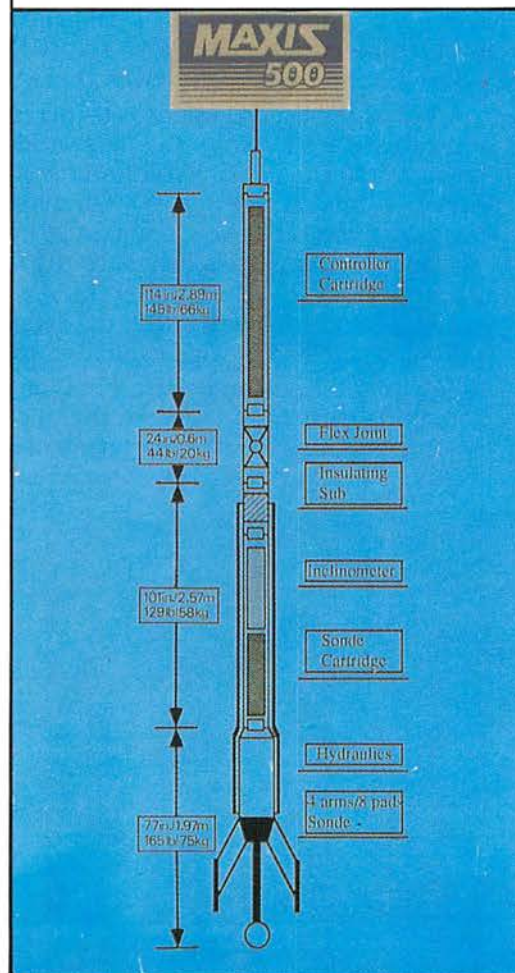 MAXIS
500
114in/2.89m
145lb/66kg
Controller
Cartridge
24in/0.6m
44lb/20kg
Flex Joint
Insulating
Sub
101in/2.57m
129lb/58kg
Inclinometer
Sonde
Cartridge
Hydraulics
77in/1.97m
165lb/75kg
4 arms/8 pads
Sonde -